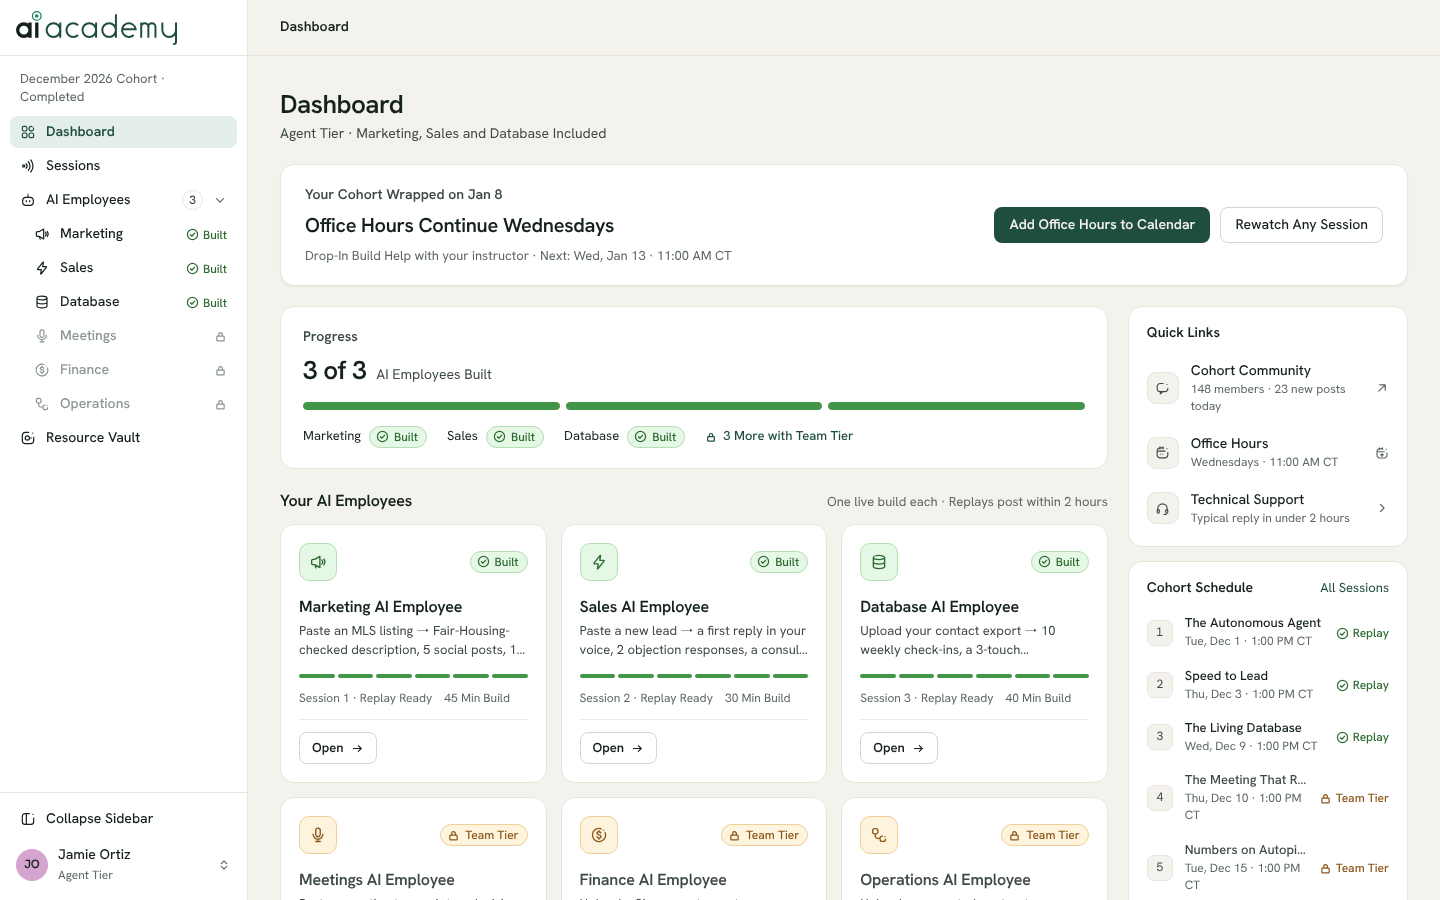 ai academy
December 2026 Cohort ·
Completed
Dashboard
Sessions
AI Employees 3
Marketing Built
Sales Built
Database Built
Meetings
Finance
Operations
Resource Vault
Collapse Sidebar
JO
Jamie Ortiz
Agent Tier
Dashboard
Dashboard
Agent Tier · Marketing, Sales and Database Included
Your Cohort Wrapped on Jan 8
Office Hours Continue Wednesdays
Drop-In Build Help with your instructor · Next: Wed, Jan 13 · 11:00 AM CT
Add Office Hours to Calendar
Rewatch Any Session
Progress
3 of 3 AI Employees Built
Marketing Built Sales Built Database Built 3 More with Team Tier
Your AI Employees
One live build each · Replays post within 2 hours
Built
Marketing AI Employee
Paste an MLS listing → Fair-Housing-
checked description, 5 social posts, 1...
Session 1 · Replay Ready 45 Min Build
Open →
Built
Sales AI Employee
Paste a new lead → a first reply in your
voice, 2 objection responses, a consul...
Session 2 · Replay Ready 30 Min Build
Open →
Built
Database AI Employee
Upload your contact export → 10
weekly check-ins, a 3-touch...
Session 3 · Replay Ready 40 Min Build
Open →
Team Tier
Meetings AI Employee
Team Tier
Finance AI Employee
Team Tier
Operations AI Employee
Quick Links
Cohort Community
148 members · 23 new posts
today
Office Hours
Wednesdays · 11:00 AM CT
Technical Support
Typical reply in under 2 hours
Cohort Schedule All Sessions
1
The Autonomous Agent
Tue, Dec 1 · 1:00 PM CT
Replay
2
Speed to Lead
Thu, Dec 3 · 1:00 PM CT
Replay
3
The Living Database
Wed, Dec 9 · 1:00 PM CT
Replay
4
The Meeting That R...
Thu, Dec 10 · 1:00 PM
CT
Team Tier
5
Numbers on Autopi...
Tue, Dec 15 · 1:00 PM
CT
Team Tier